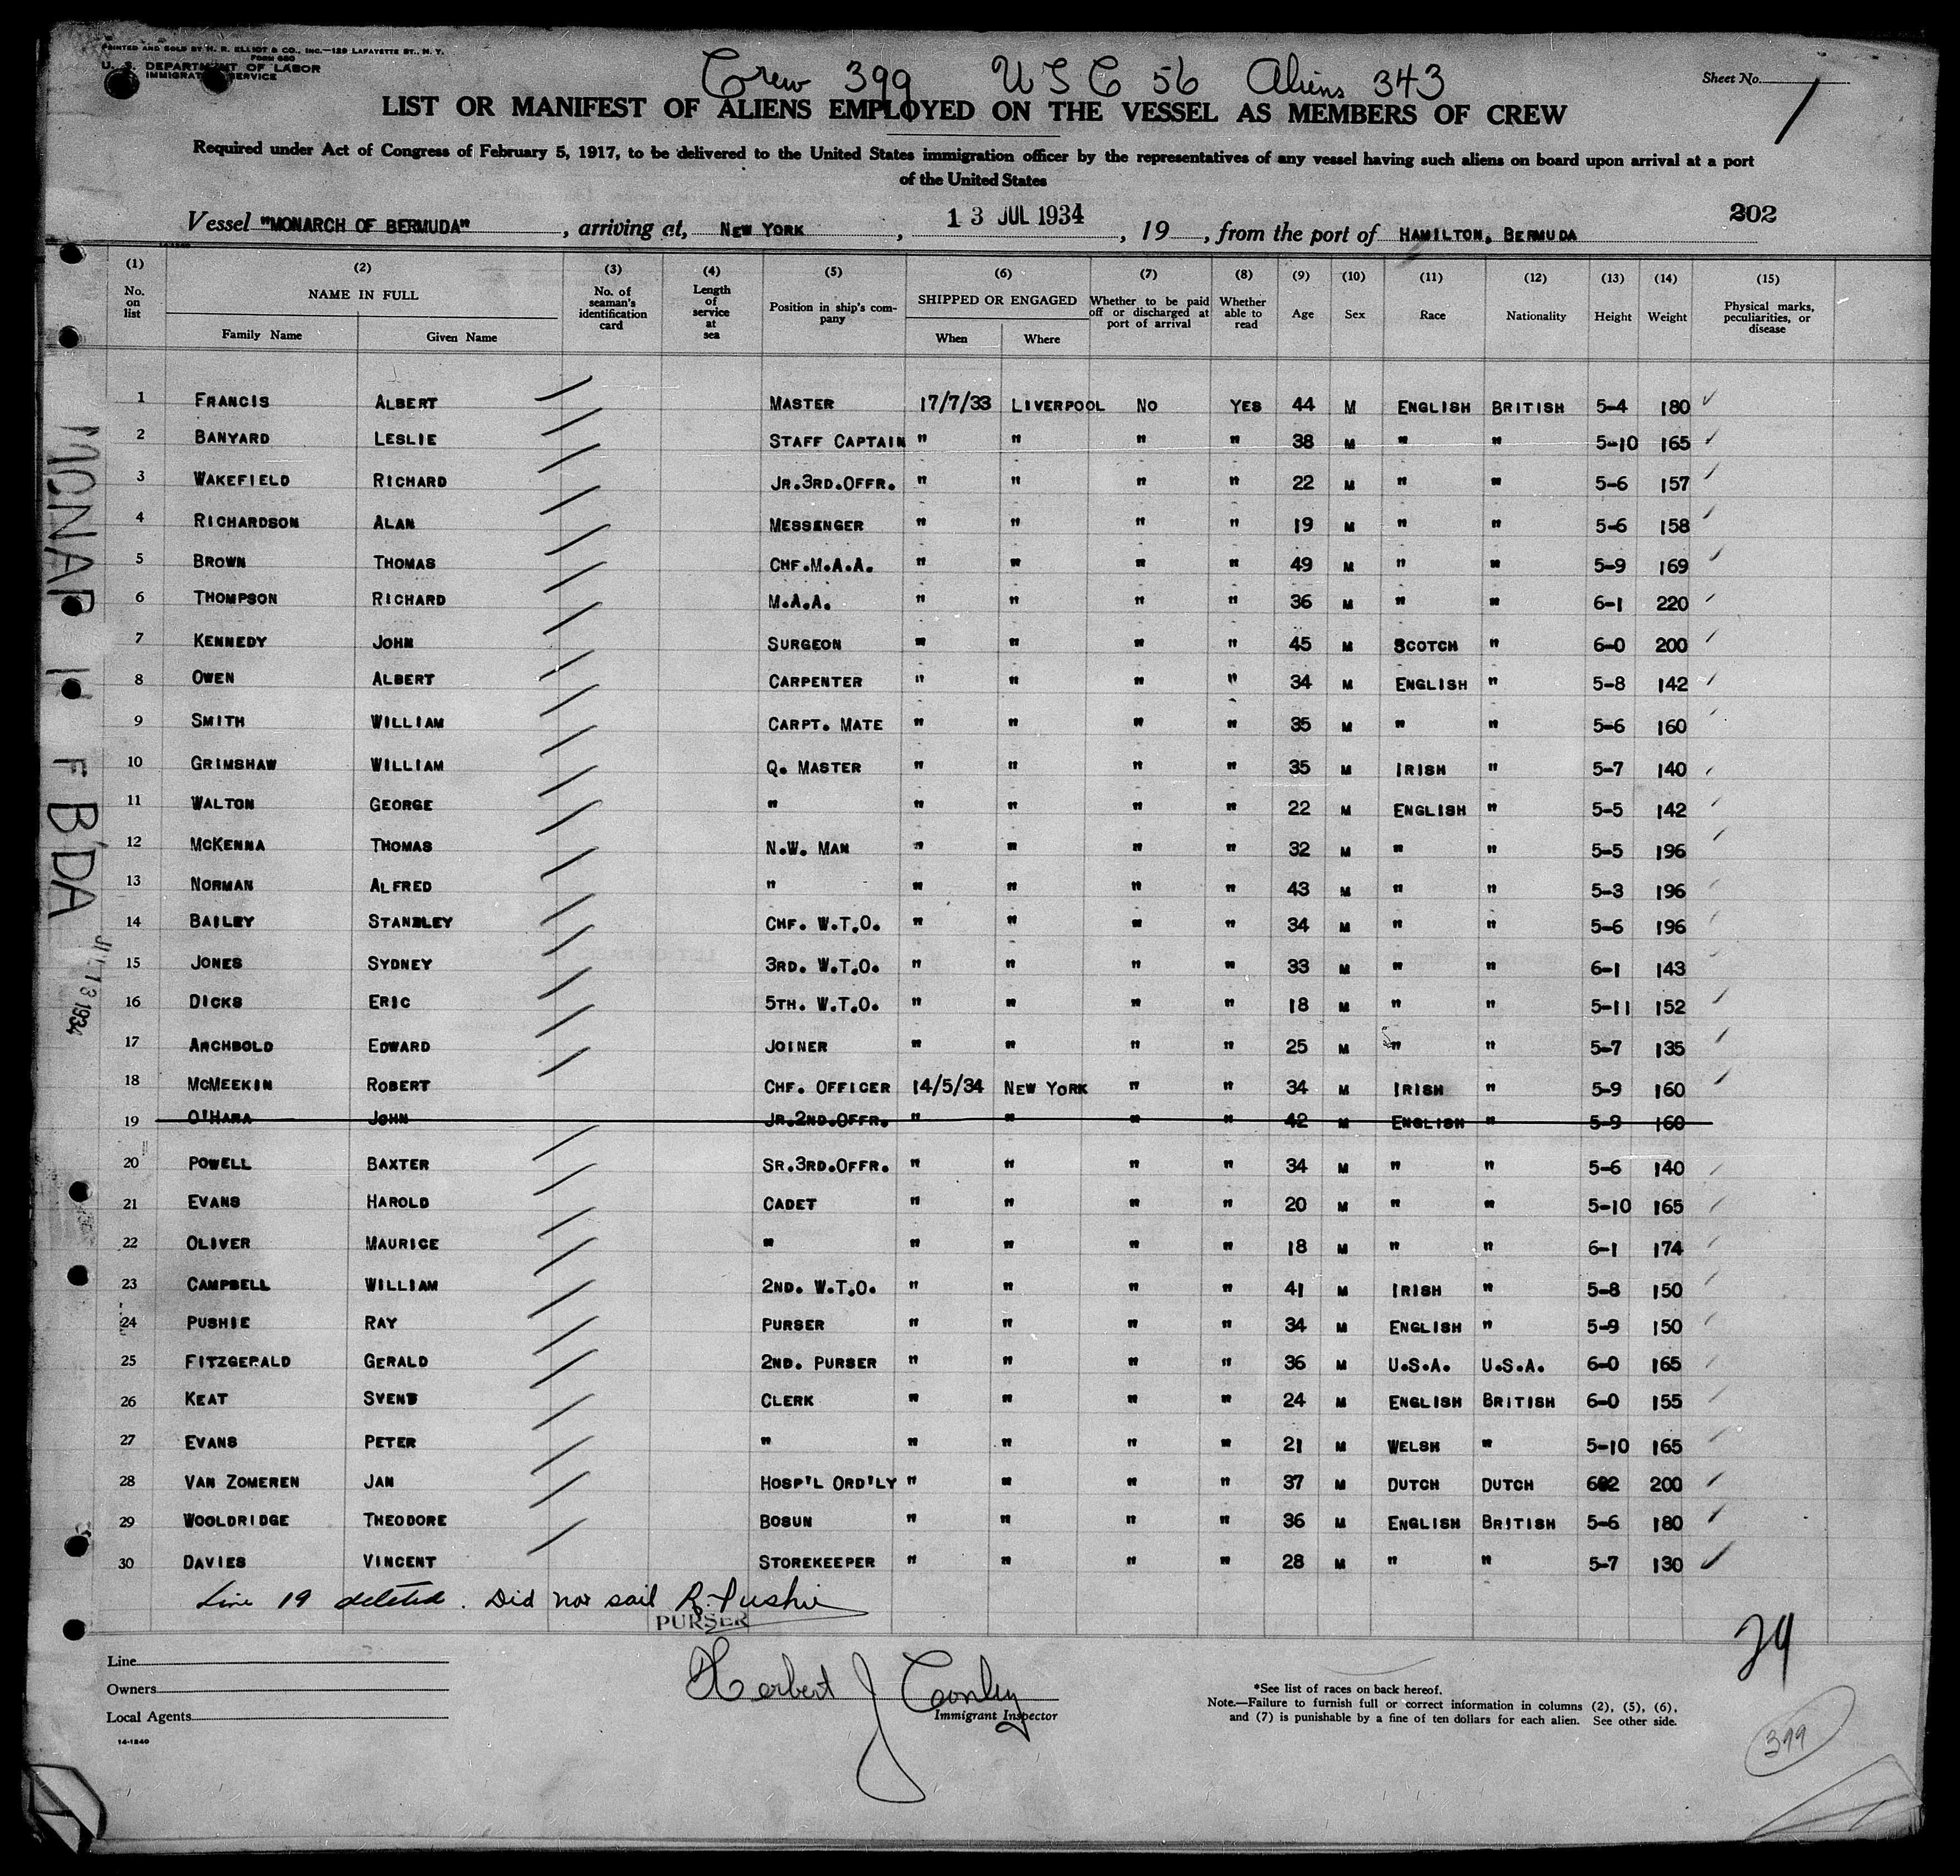 PRINTED AND SOLD BY H. R. ELLIOT & CO., INC.—129 LAFAYETTE ST., N. Y.
FORM 680
U. S. DEPARTMENT OF LABOR
IMMIGRATION SERVICE
Crew 399 USC 56 Aliens 343
Sheet No. 1
LIST OR MANIFEST OF ALIENS EMPLOYED ON THE VESSEL AS MEMBERS OF CREW
Required under Act of Congress of February 5, 1917, to be delivered to the United States immigration officer by the representatives of any vessel having such aliens on board upon arrival at a port
of the United States
202
Vessel "MONARCH OF BERMUDA", arriving at, NEW YORK, 13 JUL 1934, 19, from the port of HAMILTON, BERMUDA
(1) (2) (3) (4) (5) (6) (7) (8) (9) (10) (11) (12) (13) (14) (15)
No. on list NAME IN FULL Family Name Given Name No. of seaman's identification card Length of service at sea Position in ship's company SHIPPED OR ENGAGED When Where Whether to be paid off or discharged at port of arrival Whether able to read Age Sex Race Nationality Height Weight Physical marks, peculiarities, or disease
1 FRANCIS ALBERT MASTER 17/7/33 LIVERPOOL NO YES 44 M ENGLISH BRITISH 5-4 180
2 BANYARD LESLIE STAFF CAPTAIN " " " " 38 M " " 5-10 165
3 WAKEFIELD RICHARD JR.3RD.OFFR. " " " " 22 M " " 5-6 157
4 RICHARDSON ALAN MESSENGER " " " " 19 M " " 5-6 158
5 BROWN THOMAS CHF.M.A.A. " " " " 49 M " " 5-9 169
6 THOMPSON RICHARD M.A.A. " " " " 36 M " " 6-1 220
7 KENNEDY JOHN SURGEON " " " " 45 M SCOTCH " 6-0 200
8 OWEN ALBERT CARPENTER " " " " 34 M ENGLISH " 5-8 142
9 SMITH WILLIAM CARPT. MATE " " " " 35 M " " 5-6 160
10 GRIMSHAW WILLIAM Q. MASTER " " " " 35 M IRISH " 5-7 140
11 WALTON GEORGE " " " " " 22 M ENGLISH " 5-5 142
12 MCKENNA THOMAS N.W. MAN " " " " 32 M " " 5-5 196
13 NORMAN ALFRED " " " " " 43 M " " 5-3 196
14 BAILEY STANDLEY CHF. W.T.O. " " " " 34 M " " 5-6 196
15 JONES SYDNEY 3RD. W.T.O. " " " " 33 M " " 6-1 143
16 DICKS ERIC 5TH. W.T.O. " " " " 18 M " " 5-11 152
17 ARCHBOLD EDWARD JOINER " " " " 25 M " " 5-7 135
18 MCMEEKIN ROBERT CHF. OFFICER 14/5/34 NEW YORK " " 34 M IRISH " 5-9 160
19 O'HARA JOHN JR.2ND.OFFR. " " " " 42 M ENGLISH " 5-9 160
20 POWELL BAXTER SR.3RD.OFFR. " " " " 34 M " " 5-6 140
21 EVANS HAROLD CADET " " " " 20 M " " 5-10 165
22 OLIVER MAURICE " " " " " 18 M " " 6-1 174
23 CAMPBELL WILLIAM 2ND. W.T.O. " " " " 41 M IRISH " 5-8 150
24 PUSHIE RAY PURSER " " " " 34 M ENGLISH " 5-9 150
25 FITZGERALD GERALD 2ND. PURSER " " " " 36 M U.S.A. U.S.A. 6-0 165
26 KEAT SVEND CLERK " " " " 24 M ENGLISH BRITISH 6-0 155
27 EVANS PETER " " " " " 21 M WELSH " 5-10 165
28 VAN ZOMEREN JAN HOSP'L ORD'LY " " " " 37 M DUTCH DUTCH 200
29 WOOLDRIDGE THEODORE BOSUN " " " " 36 M ENGLISH BRITISH 5-6 180
30 DAVIES VINCENT STOREKEEPER " " " " 28 M " " 5-7 130
Line 19 deleted. Did not sail R. Pushie
PURSER
29
Line
Owners
Local Agents
14-1240
Herbert J
Immigrant Inspector
*See list of races on back hereof.
Note.—Failure to furnish full or correct information in columns (2), (5), (6),
and (7) is punishable by a fine of ten dollars for each alien. See other side.
399
B'DA
JUL 13 1934